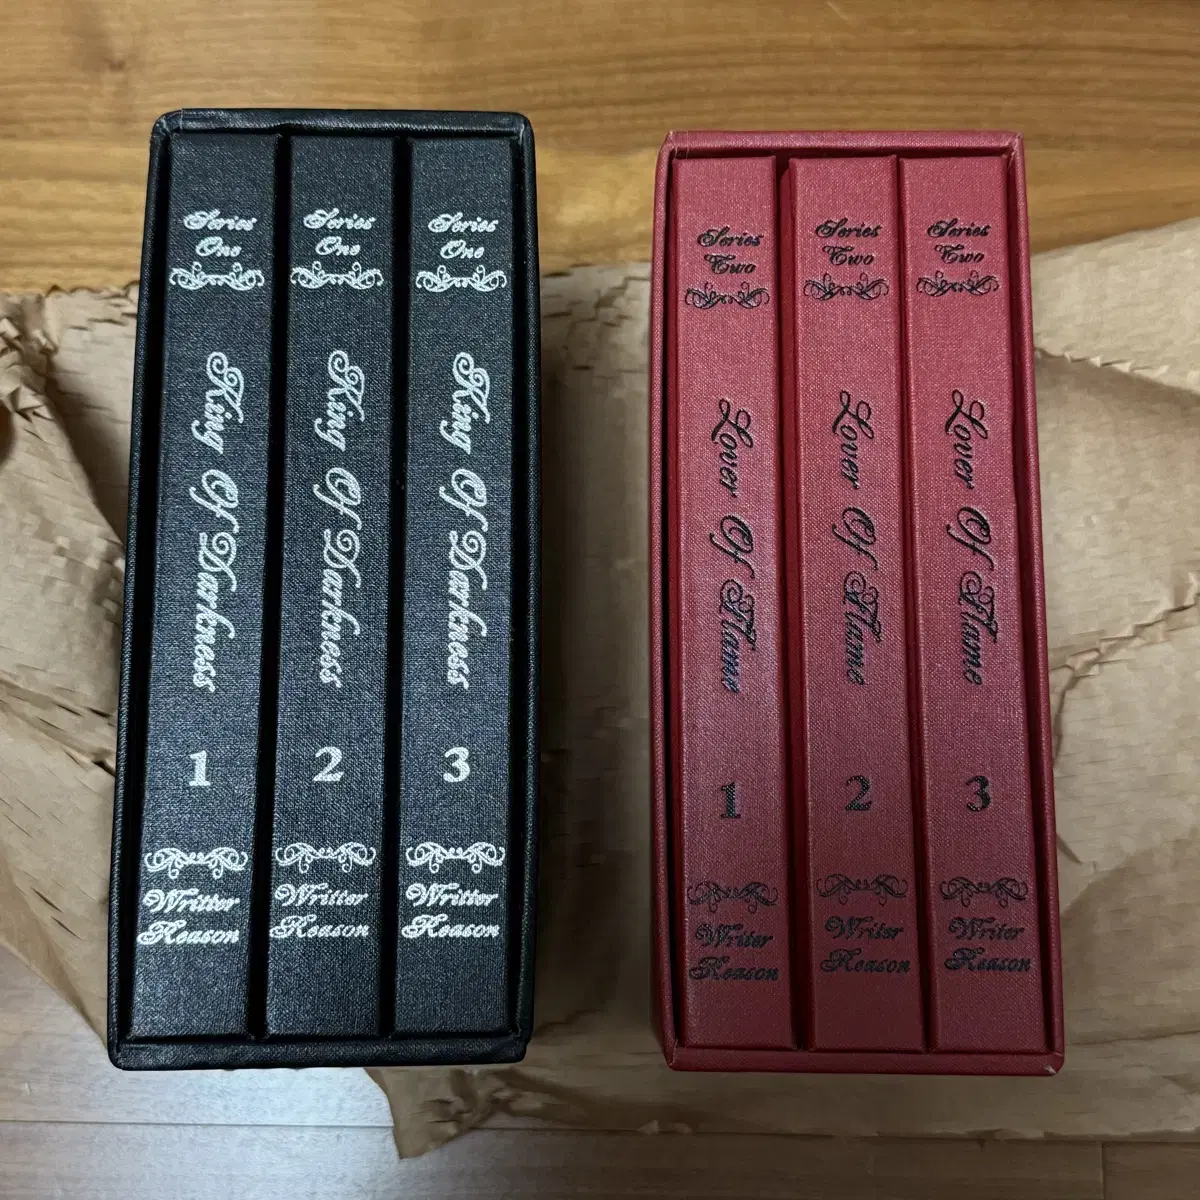 Series
One
King Of Darkness
1
Writter
Reason
Series
One
King Of Darkness
2
Writter
Reason
Series
One
King Of Darkness
3
Writter
Reason
Series
Two
Lover Of Flame
1
Writer
Reason
Series
Two
Lover Of Flame
2
Writer
Reason
Series
Two
Lover Of Flame
3
Writer
Reason